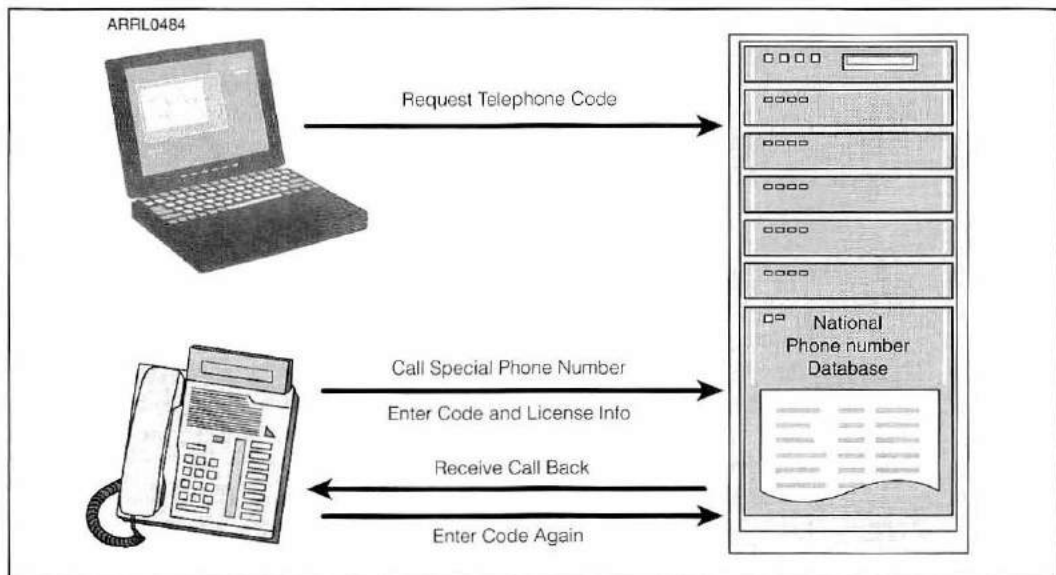 ARRL0484
Request Telephone Code
National
Phone number
Database
Call Special Phone Number
Enter Code and License Info
Receive Call Back
Enter Code Again